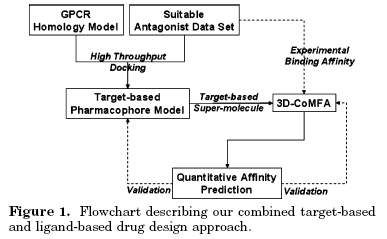 GPCR
Homology Model
Suitable
Antagonist Data Set
High Throughput
Docking
Experimental
Binding Affinity
Target-based
Pharmacophore Model
Target-based
Super-molecule
3D-CoMFA
Quantitative Affinity
Prediction
Validation
Validation
Figure 1. Flowchart describing our combined target-based
and ligand-based drug design approach.